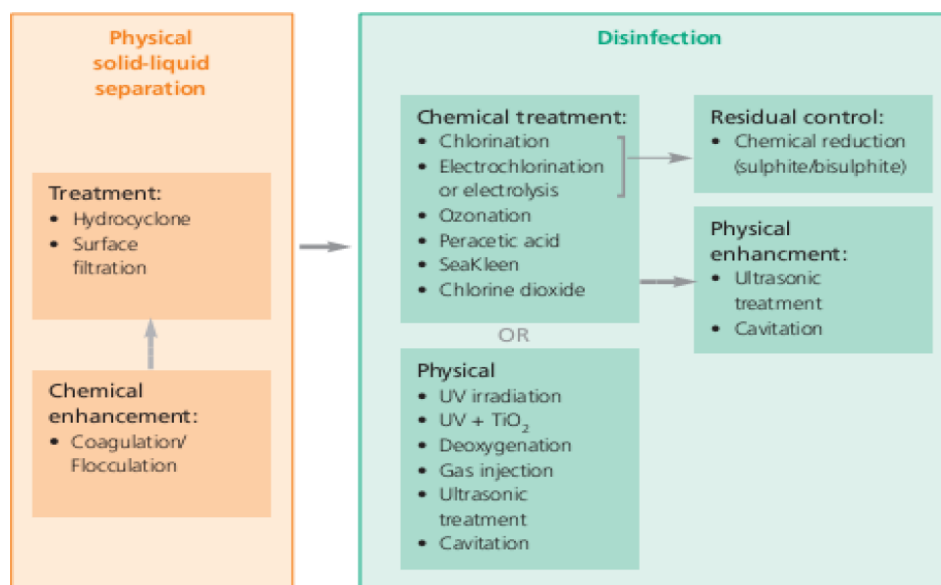 Physical
solid-liquid
separation
Treatment:
• Hydrocyclone
• Surface
filtration
Chemical
enhancement:
• Coagulation/
Flocculation
Disinfection
Chemical treatment:
• Chlorination
• Electrochlorination
or electrolysis
• Ozonation
• Peracetic acid
• SeaKleen
• Chlorine dioxide
OR
Physical
• UV irradiation
• UV + TiO₂
• Deoxygenation
• Gas injection
• Ultrasonic
treatment
• Cavitation
Residual control:
• Chemical reduction
(sulphite/bisulphite)
Physical
enhancement:
• Ultrasonic
treatment
• Cavitation